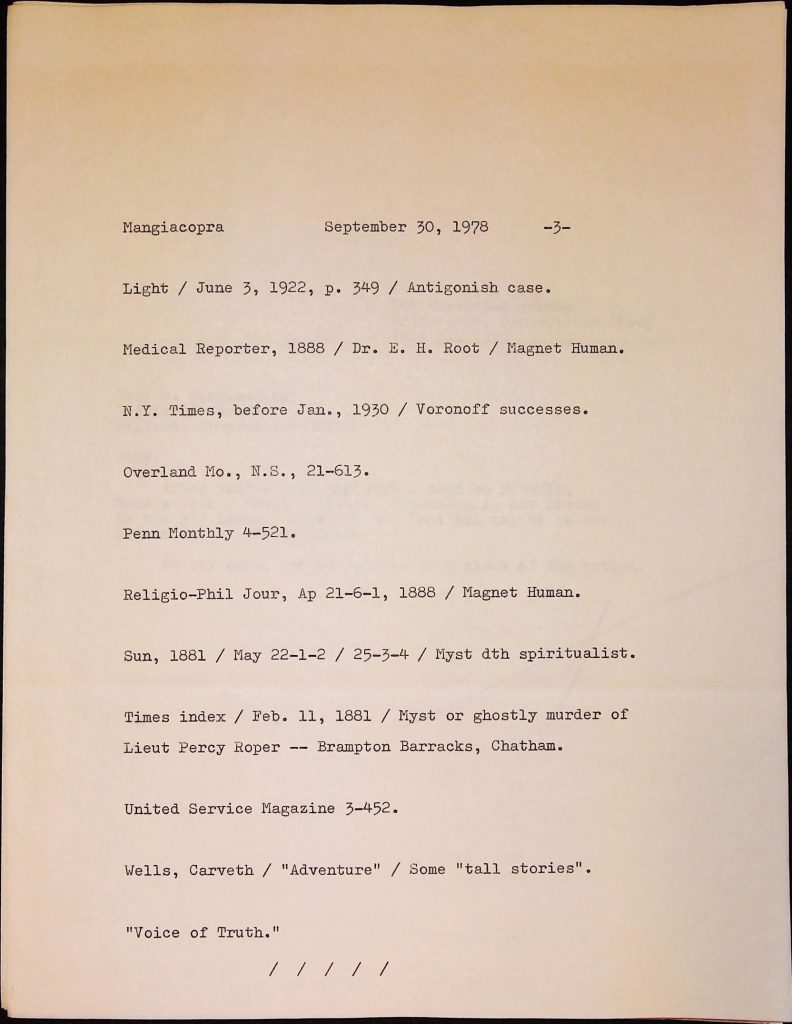 Mangiacopra September 30, 1978 -3-
Light / June 3, 1922, p. 349 / Antigonish case.
Medical Reporter, 1888 / Dr. E. H. Root / Magnet Human.
N.Y. Times, before Jan., 1930 / Voronoff successes.
Overland Mo., N.S., 21-613.
Penn Monthly 4-521.
Religio-Phil Jour, Ap 21-6-1, 1888 / Magnet Human.
Sun, 1881 / May 22-1-2 / 25-3-4 / Myst dth spiritualist.
Times index / Feb. 11, 1881 / Myst or ghostly murder of
Lieut Percy Roper -- Brampton Barracks, Chatham.
United Service Magazine 3-452.
Wells, Carveth / "Adventure" / Some "tall stories".
"Voice of Truth."
/ / / / /